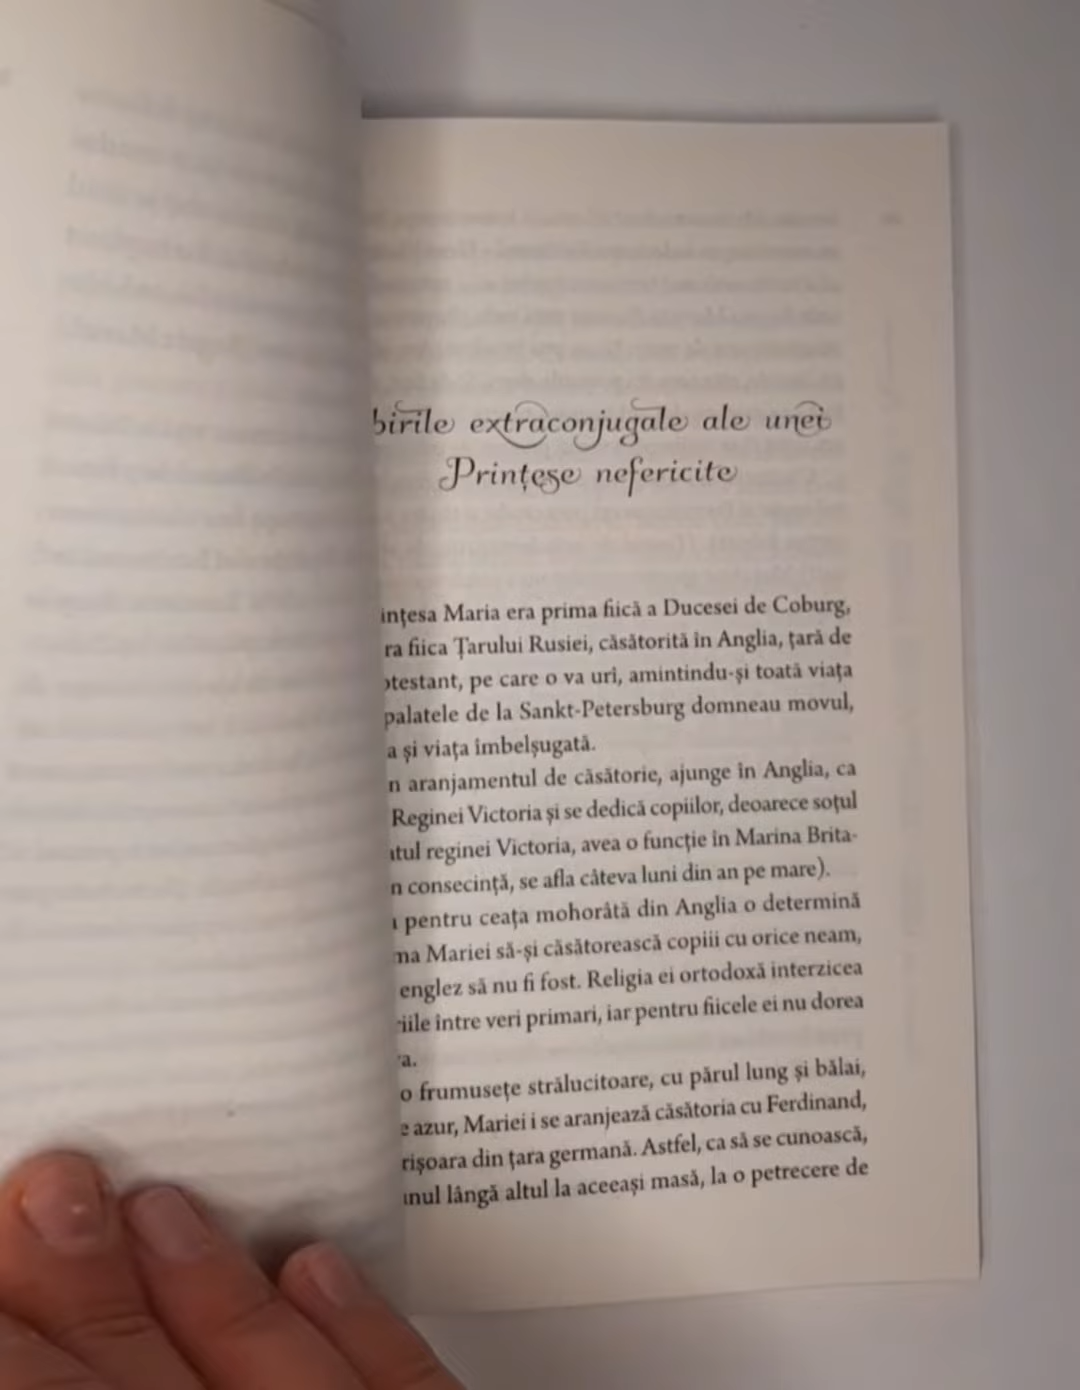 birile extraconjugale ale unei
Prințese nefericite
ințesa Maria era prima fiică a Ducesei de Coburg,
ra fiica Țarului Rusiei, căsătorită în Anglia, țară de
otestant, pe care o va urî, amintindu-și toată viața
palatele de la Sankt-Petersburg domneau movul,
a și viața îmbelșugată.
n aranjamentul de căsătorie, ajunge în Anglia, ca
Reginei Victoria și se dedică copiilor, deoarece soțul
atul reginei Victoria, avea o funcție în Marina Brita-
n consecință, se afla câteva luni din an pe mare).
pentru ceața mohorâtă din Anglia o determină
ma Mariei să-și căsătorească copiii cu orice neam,
englez să nu fi fost. Religia ei ortodoxă interzicea
riile între veri primari, iar pentru fiicele ei nu dorea
a.
o frumusețe strălucitoare, cu părul lung și bălai,
e azur, Mariei i se aranjează căsătoria cu Ferdinand,
rișoara din țara germană. Astfel, ca să se cunoască,
unul lângă altul la aceeași masă, la o petrecere de